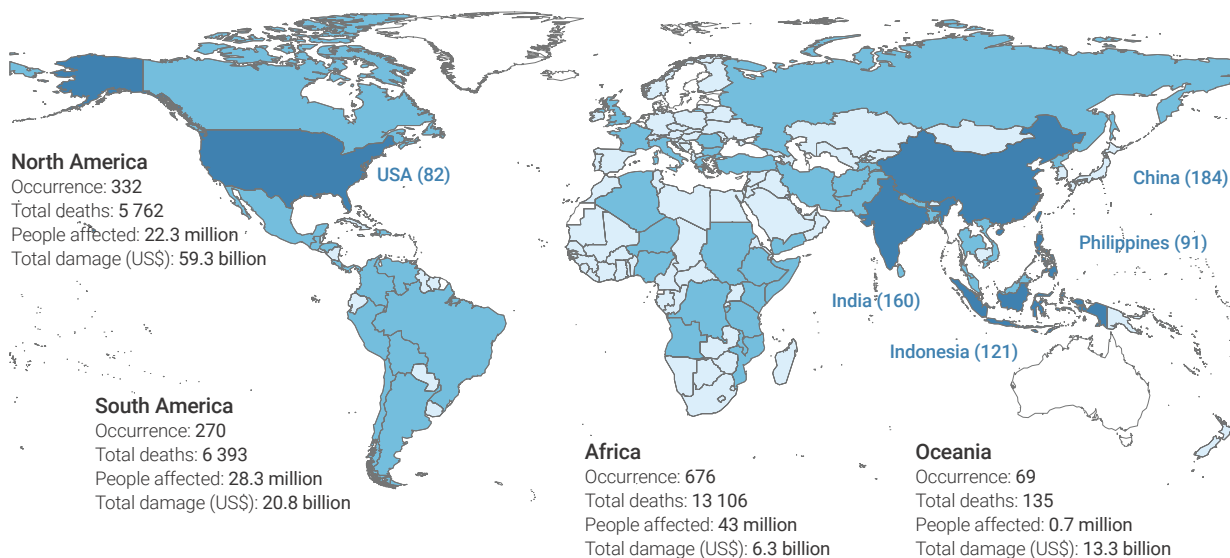 North America
Occurrence: 332
Total deaths: 5 762
People affected: 22.3 million
Total damage (US$): 59.3 billion
USA (82)
China (184)
Philippines (91)
India (160)
Indonesia (121)
South America
Occurrence: 270
Total deaths: 6 393
People affected: 28.3 million
Total damage (US$): 20.8 billion
Africa
Occurrence: 676
Total deaths: 13 106
People affected: 43 million
Total damage (US$): 6.3 billion
Oceania
Occurrence: 69
Total deaths: 135
People affected: 0.7 million
Total damage (US$): 13.3 billion